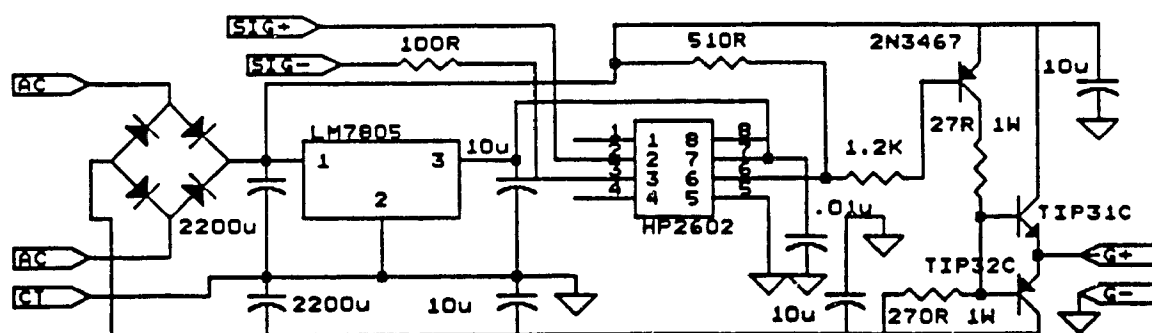 SIG+
100R
SIG-
510R
2N3467
AC
10u
LM7805
10u
27R 1W
1 3
1 1 8 8
2 2 7 7
3 3 6 6
4 4 5 5
1.2K
2
HP2602
2200u
.01u
TIP31C
AC
TIP32C
G+
CT
2200u
10u
10u
270R 1W
G-